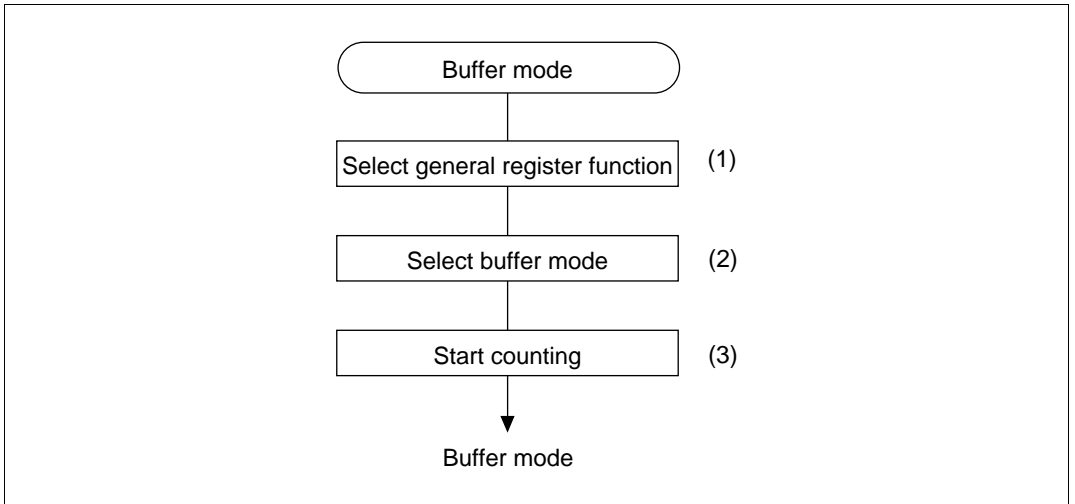 Buffer mode
Select general register function (1)
Select buffer mode (2)
Start counting (3)
Buffer mode